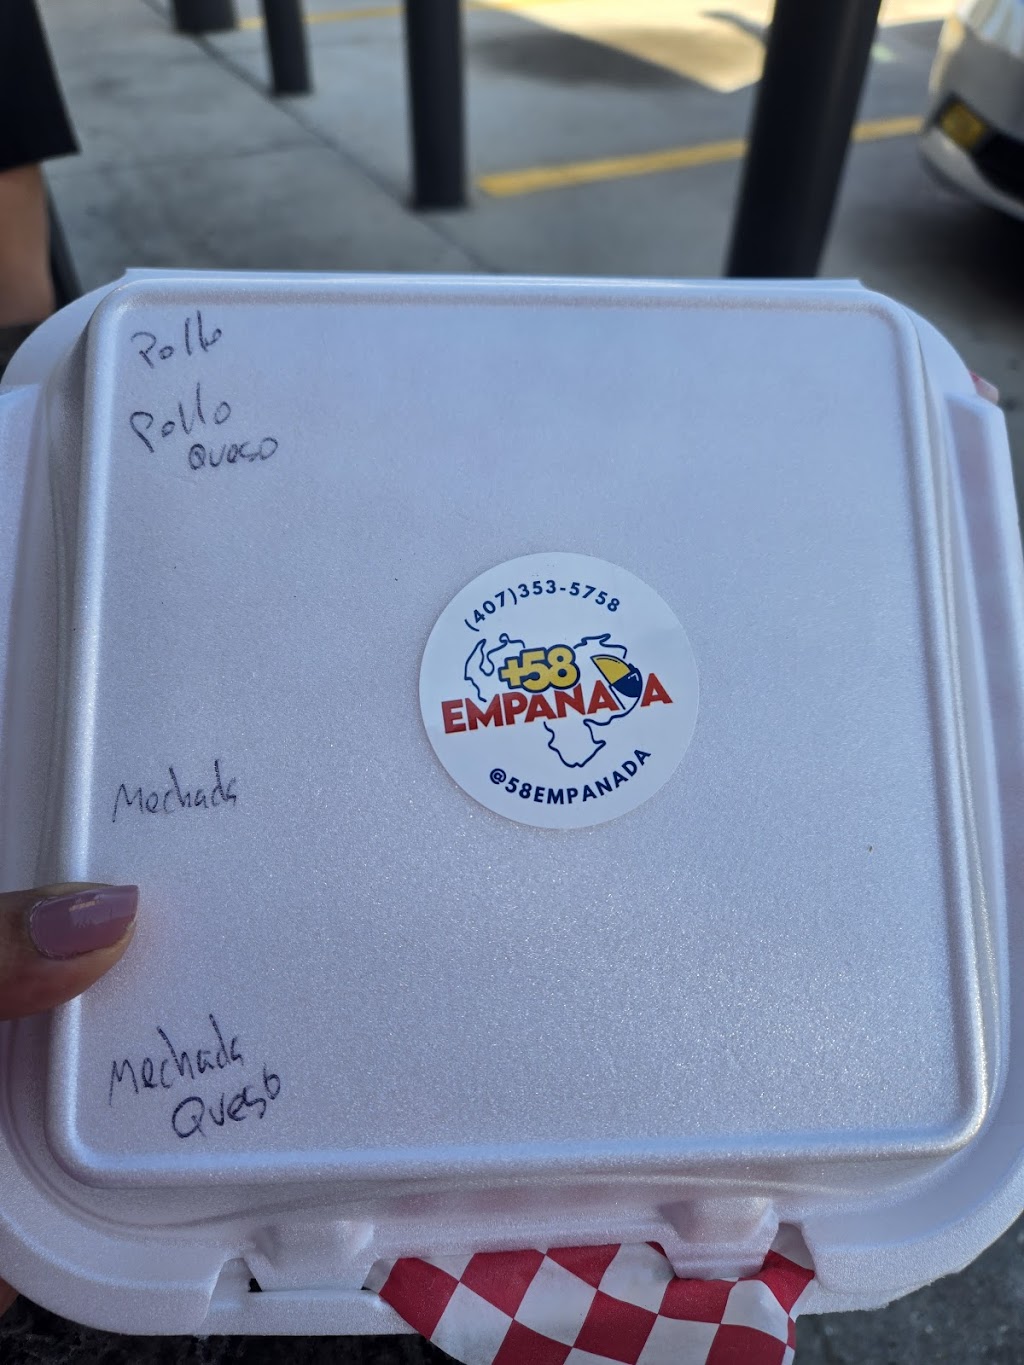 Pollo
Pollo
Queso
(407)353-5758
+58
EMPANADA
@58EMPANADA
Mechada
Mechada
Queso